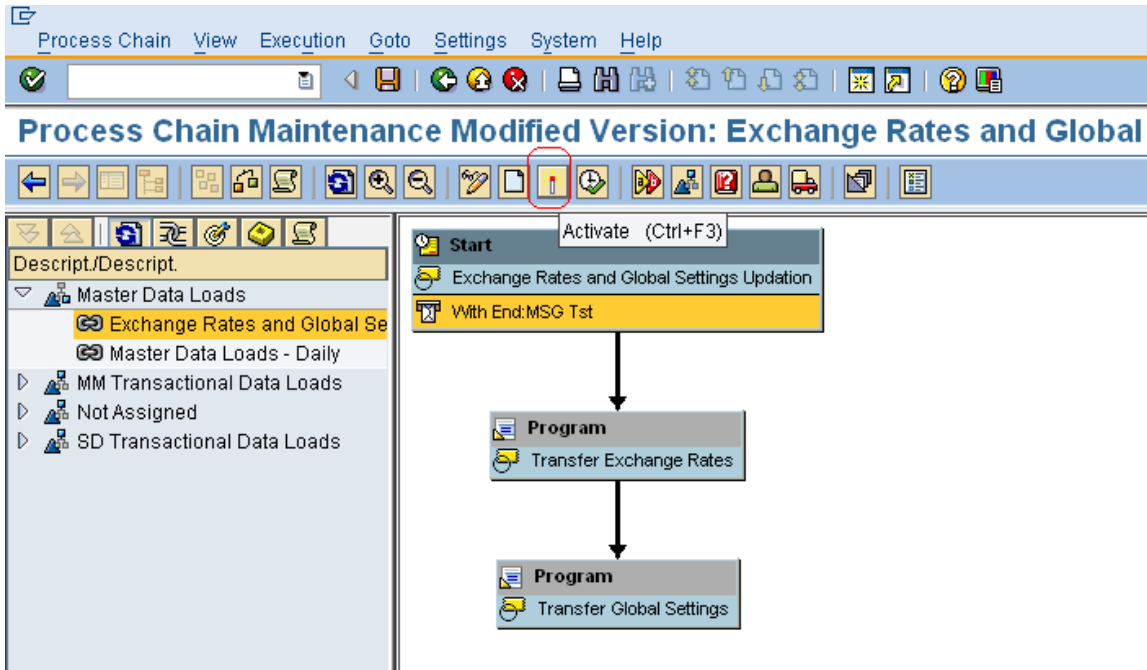 Process Chain View Execution Goto Settings System Help
Process Chain Maintenance Modified Version: Exchange Rates and Global
Activate (Ctrl+F3)
Descript./Descript.
Master Data Loads
Exchange Rates and Global Se
Master Data Loads - Daily
MM Transactional Data Loads
Not Assigned
SD Transactional Data Loads
Start
Exchange Rates and Global Settings Updation
With End:MSG Tst
Program
Transfer Exchange Rates
Program
Transfer Global Settings